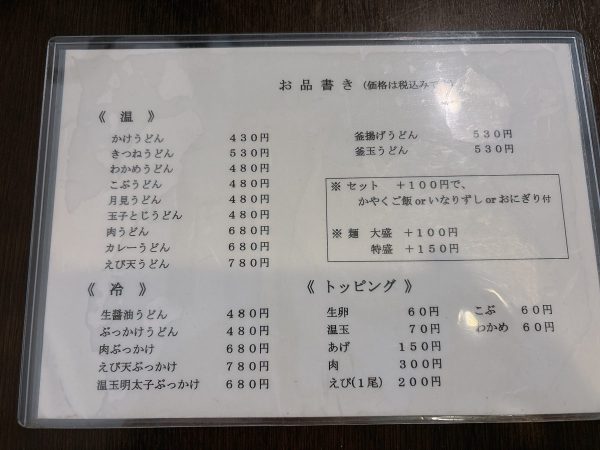 お品書き (価格は税込みで
《 温 》
かけうどん 430円
きつねうどん 530円
わかめうどん 480円
こぶうどん 480円
月見うどん 480円
玉子とじうどん 480円
肉うどん 680円
カレーうどん 680円
えび天うどん 780円
釜揚げうどん 530円
釜玉うどん 530円
※ セット +100円で、
かやくご飯 or いなりずし or おにぎり付
※ 麺 大盛 +100円
特盛 +150円
《 冷 》
生醤油うどん 480円
ぶっかけうどん 480円
肉ぶっかけ 680円
えび天ぶっかけ 780円
温玉明太子ぶっかけ 680円
《 トッピング 》
生卵 60円 こぶ 60円
温玉 70円 わかめ 60円
あげ 150円
肉 300円
えび(1尾) 200円